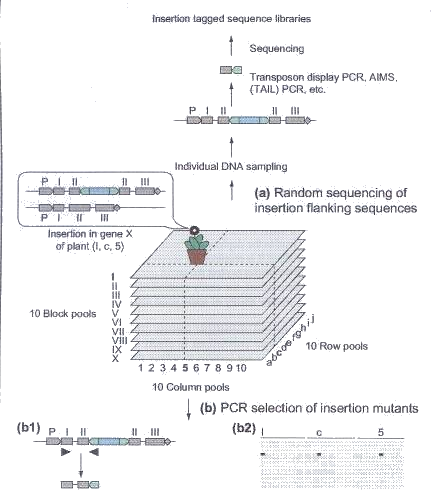 Insertion tagged sequence libraries
Sequencing
Transposon display PCR, AIMS,
(TAIL) PCR, etc.
P I II II III
Individual DNA sampling
(a) Random sequencing of
insertion flanking sequences
P I II II III
P I II III
Insertion in gene X
of plant (I, c, 5)
10 Block pools
I
II
III
IV
V
VI
VII
VIII
IX
X
a b c d e f g h i j
10 Row pools
1 2 3 4 5 6 7 8 9 10
10 Column pools
(b) PCR selection of insertion mutants
(b1)
P I II II III
(b2)
I c 5